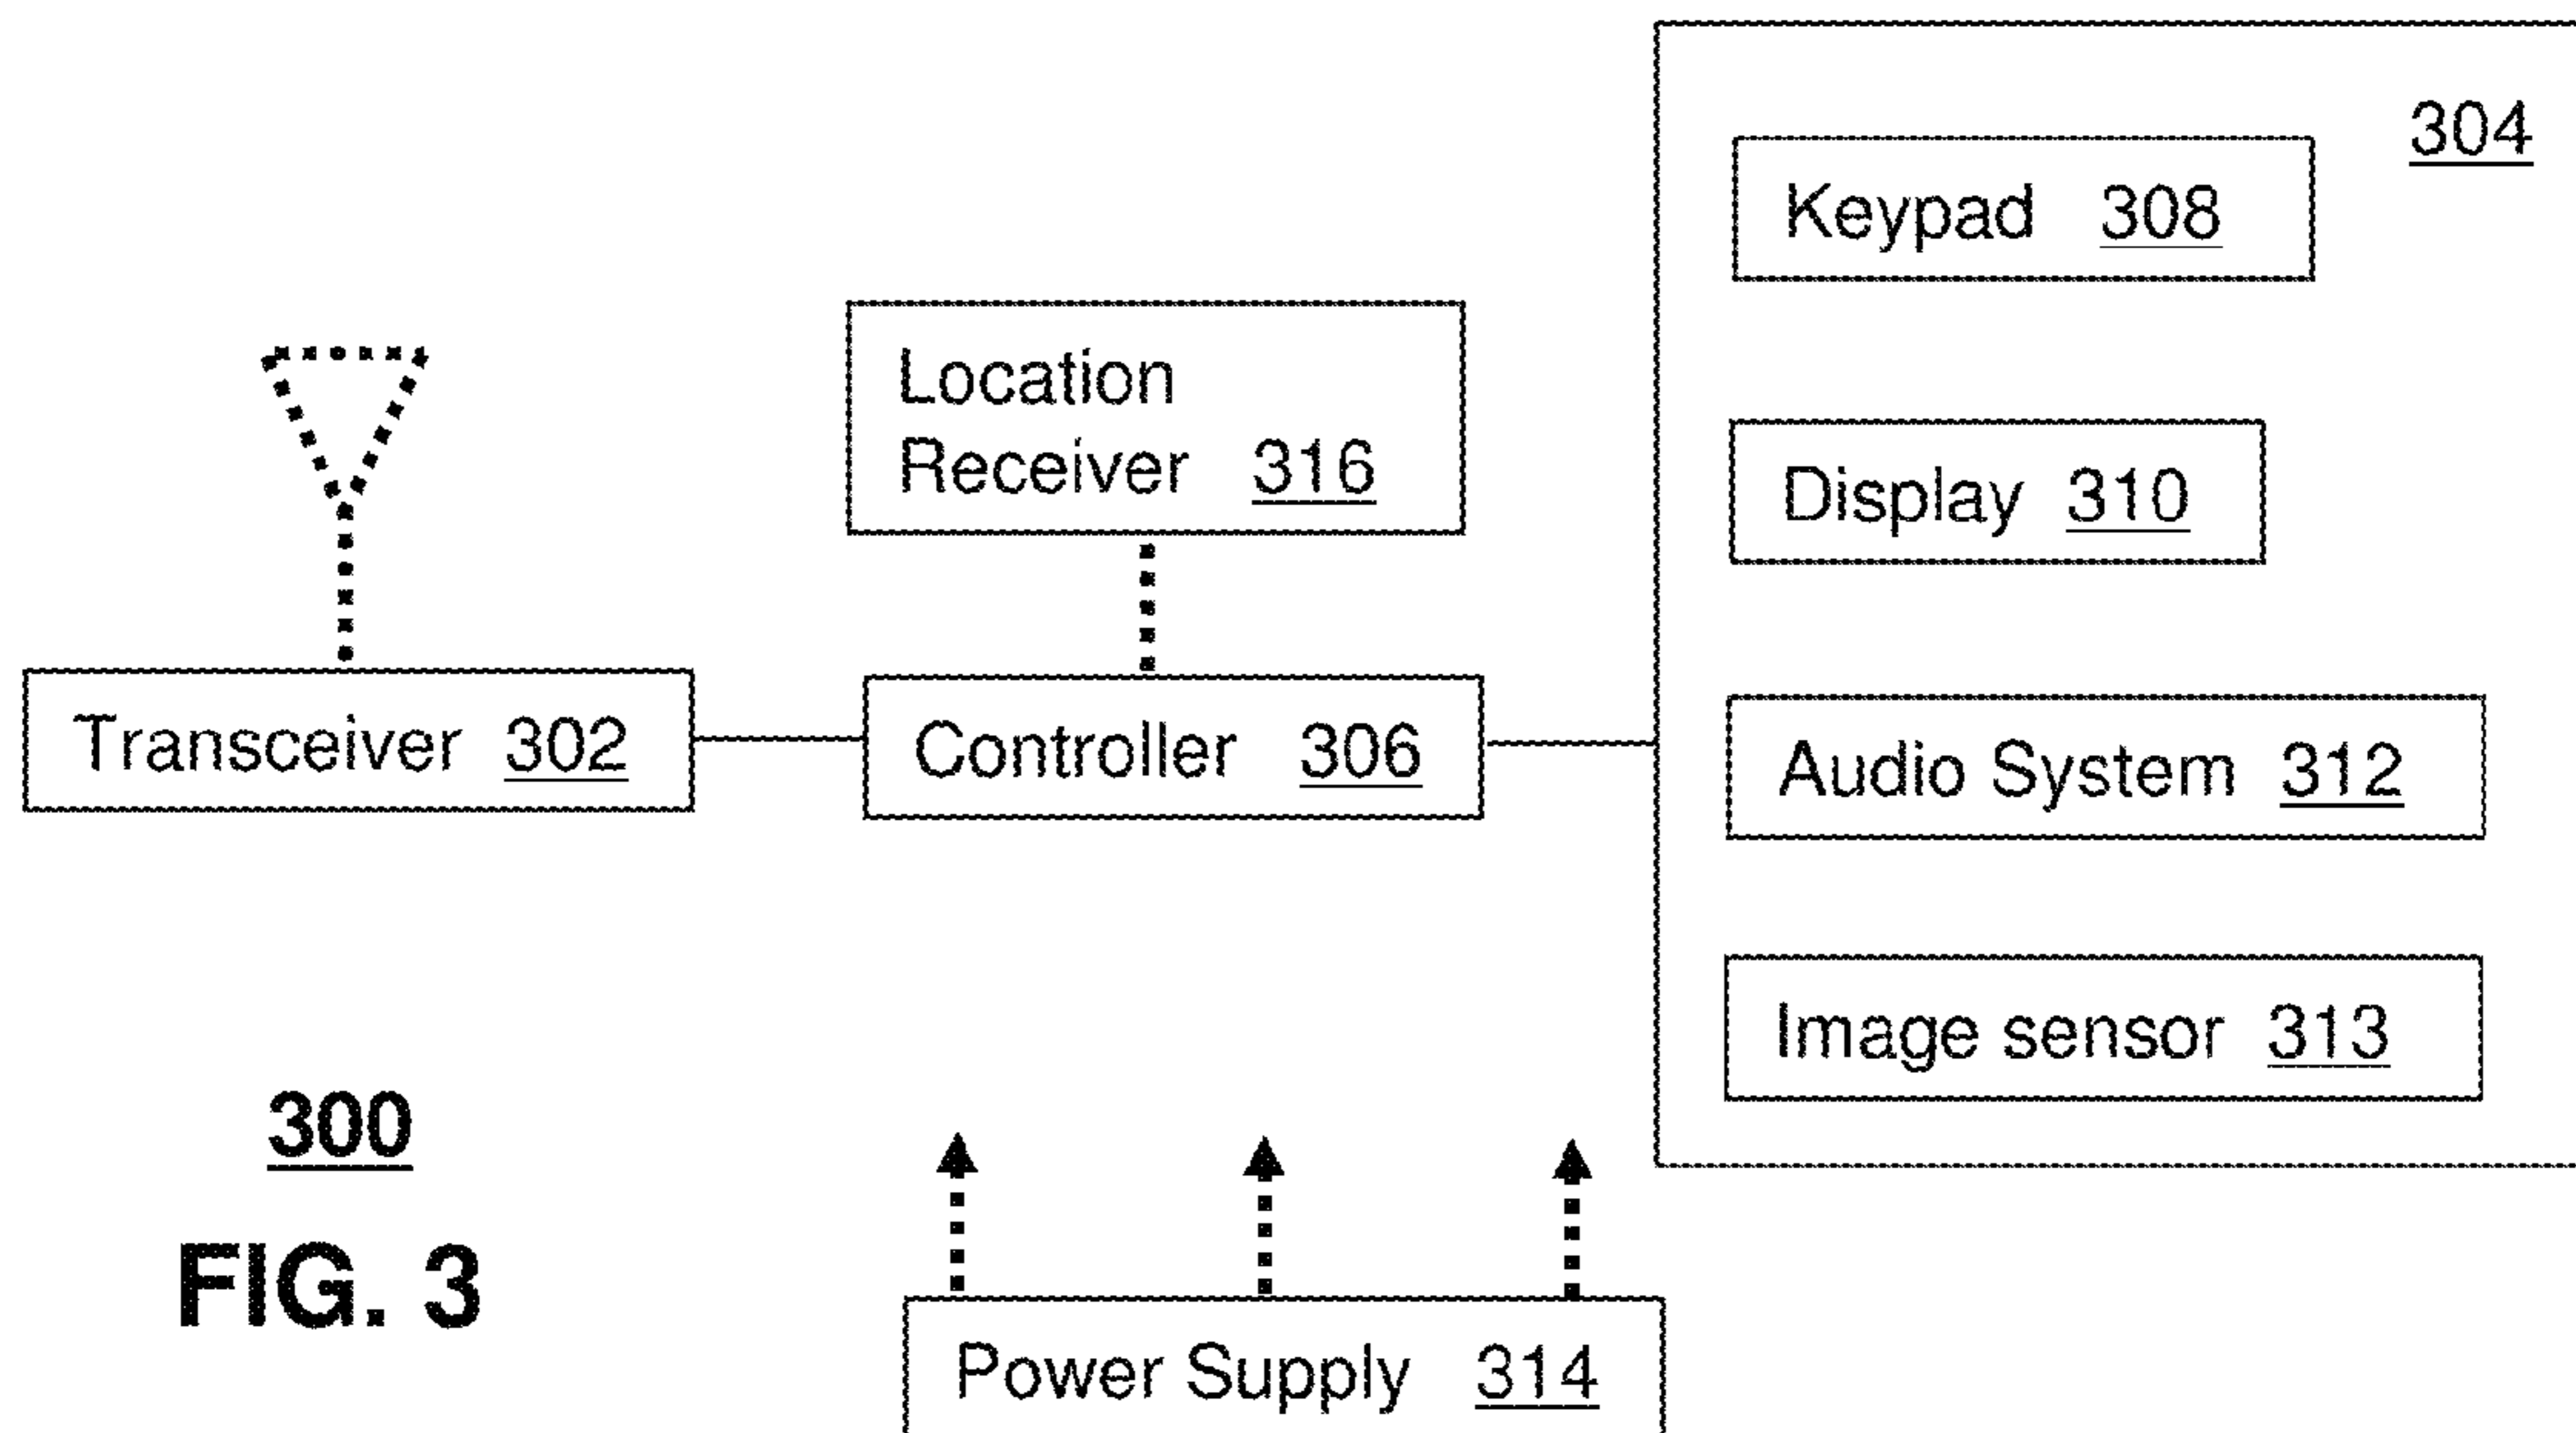 304
Keypad 308
Location
Receiver 316
Display 310
Transceiver 302
Controller 306
Audio System 312
Image sensor 313
300
FIG. 3
Power Supply 314